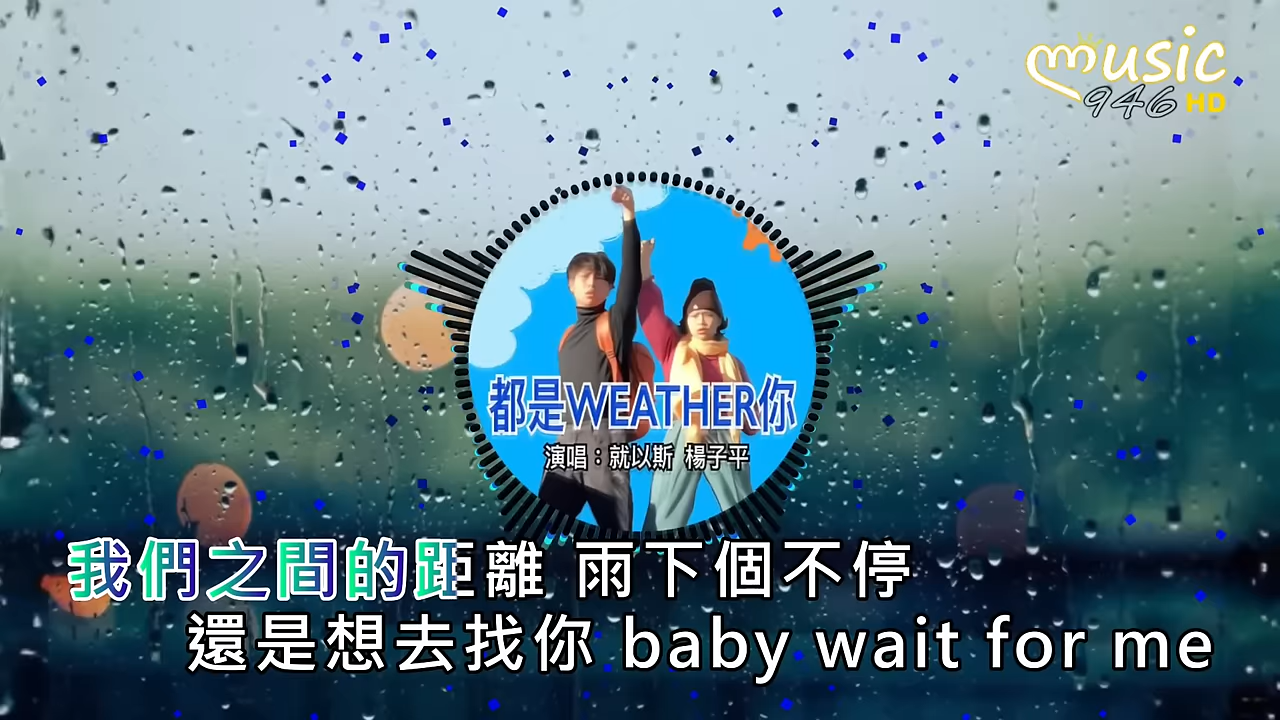 music
946 HD
都是WEATHER你
演唱：就以斯 楊子平
我們之間的距離 雨下個不停
還是想去找你 baby wait for me